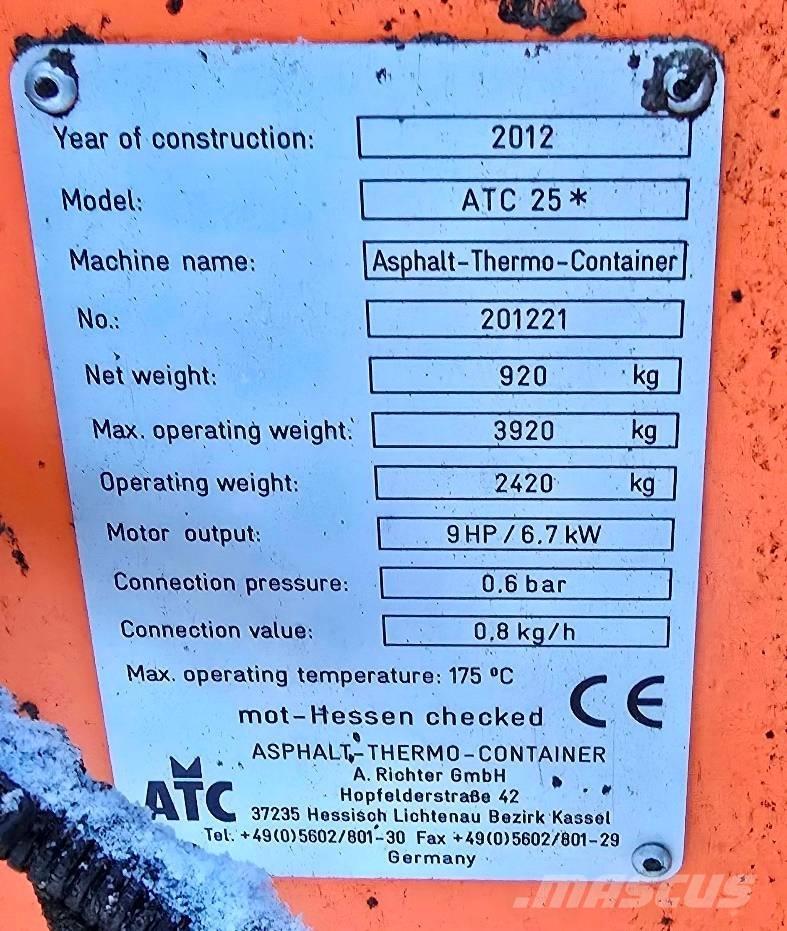 Year of construction: 2012
Model: ATC 25*
Machine name: Asphalt-Thermo-Container
No.: 201221
Net weight: 920 kg
Max. operating weight: 3920 kg
Operating weight: 2420 kg
Motor output: 9HP / 6.7 kW
Connection pressure: 0.6 bar
Connection value: 0,8 kg/h
Max. operating temperature: 175 ºC
CE
mot-Hessen checked
ASPHALT-THERMO-CONTAINER
A. Richter GmbH
ATC
Hopfelderstraße 42
37235 Hessisch Lichtenau Bezirk Kassel
Tel. +49(0)5602/801-30 Fax +49(0)5602/801-29
Germany
MASCUS